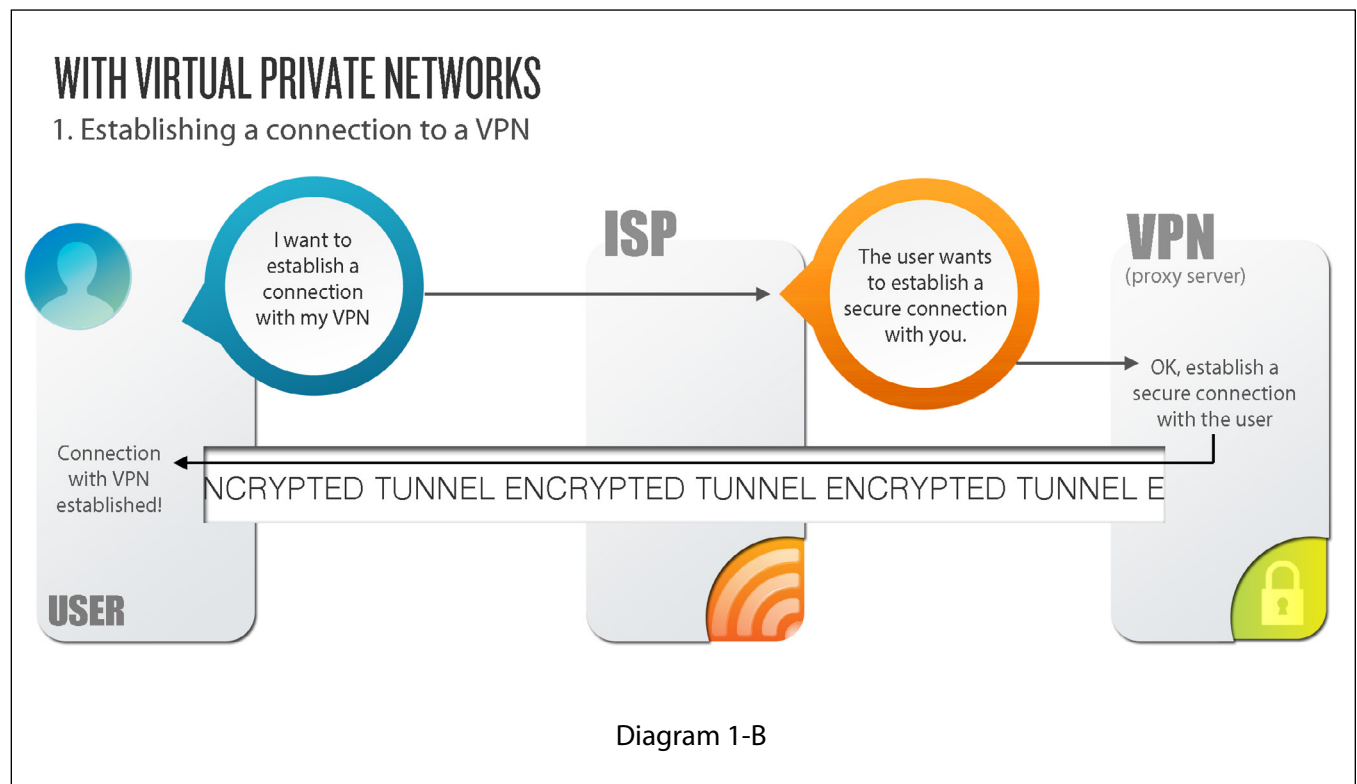 WITH VIRTUAL PRIVATE NETWORKS
1. Establishing a connection to a VPN
I want to
establish a
connection
with my VPN
ISP
The user wants
to establish a
secure connection
with you.
VPN
(proxy server)
OK, establish a
secure connection
with the user
Connection
with VPN
established!
NCRYPTED TUNNEL ENCRYPTED TUNNEL ENCRYPTED TUNNEL E
USER
Diagram 1-B